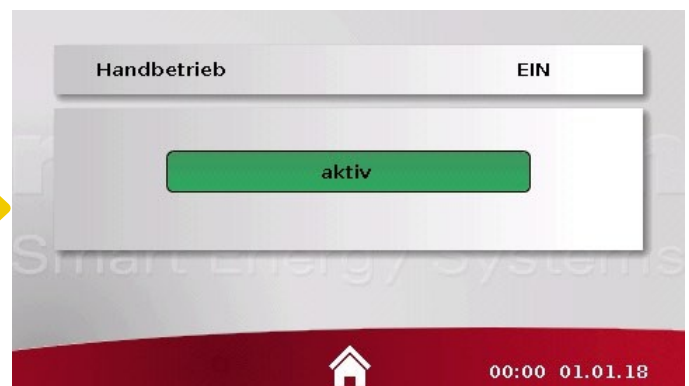 Handbetrieb EIN
aktiv
Smart Energy Systems
00:00 01.01.18